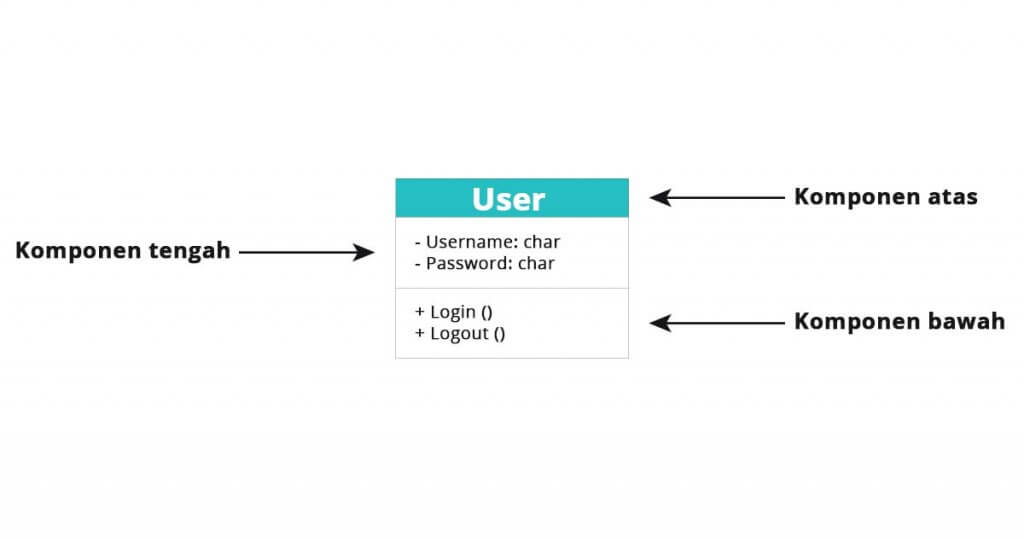 User
Komponen atas
Komponen tengah
- Username: char
- Password: char
+ Login ()
+ Logout ()
Komponen bawah